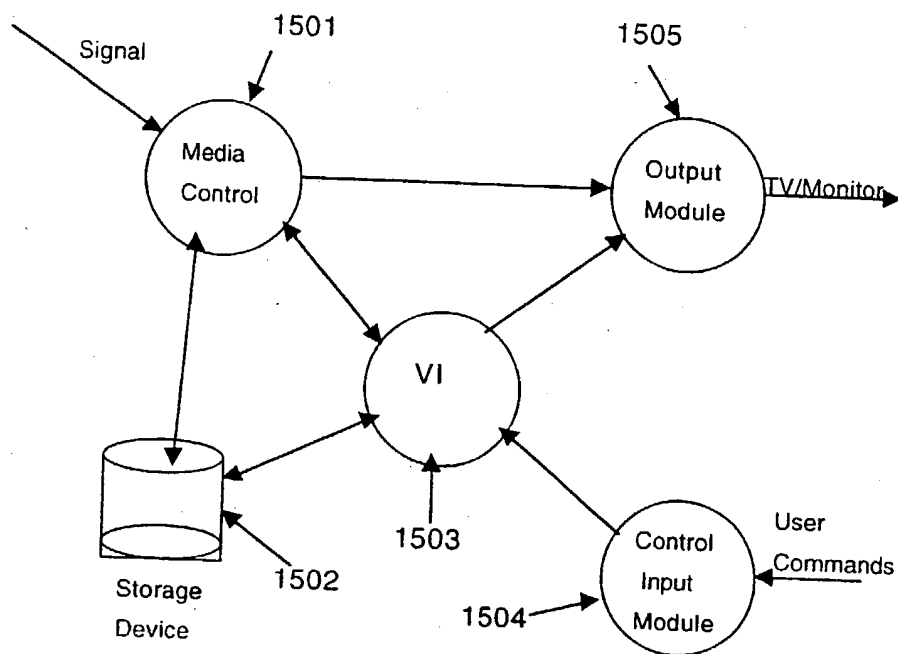 1501
1505
Signal
Media
Control
Output
Module
TV/Monitor
VI
1503
1502
Storage
Device
1504
Control
Input
Module
User
Commands